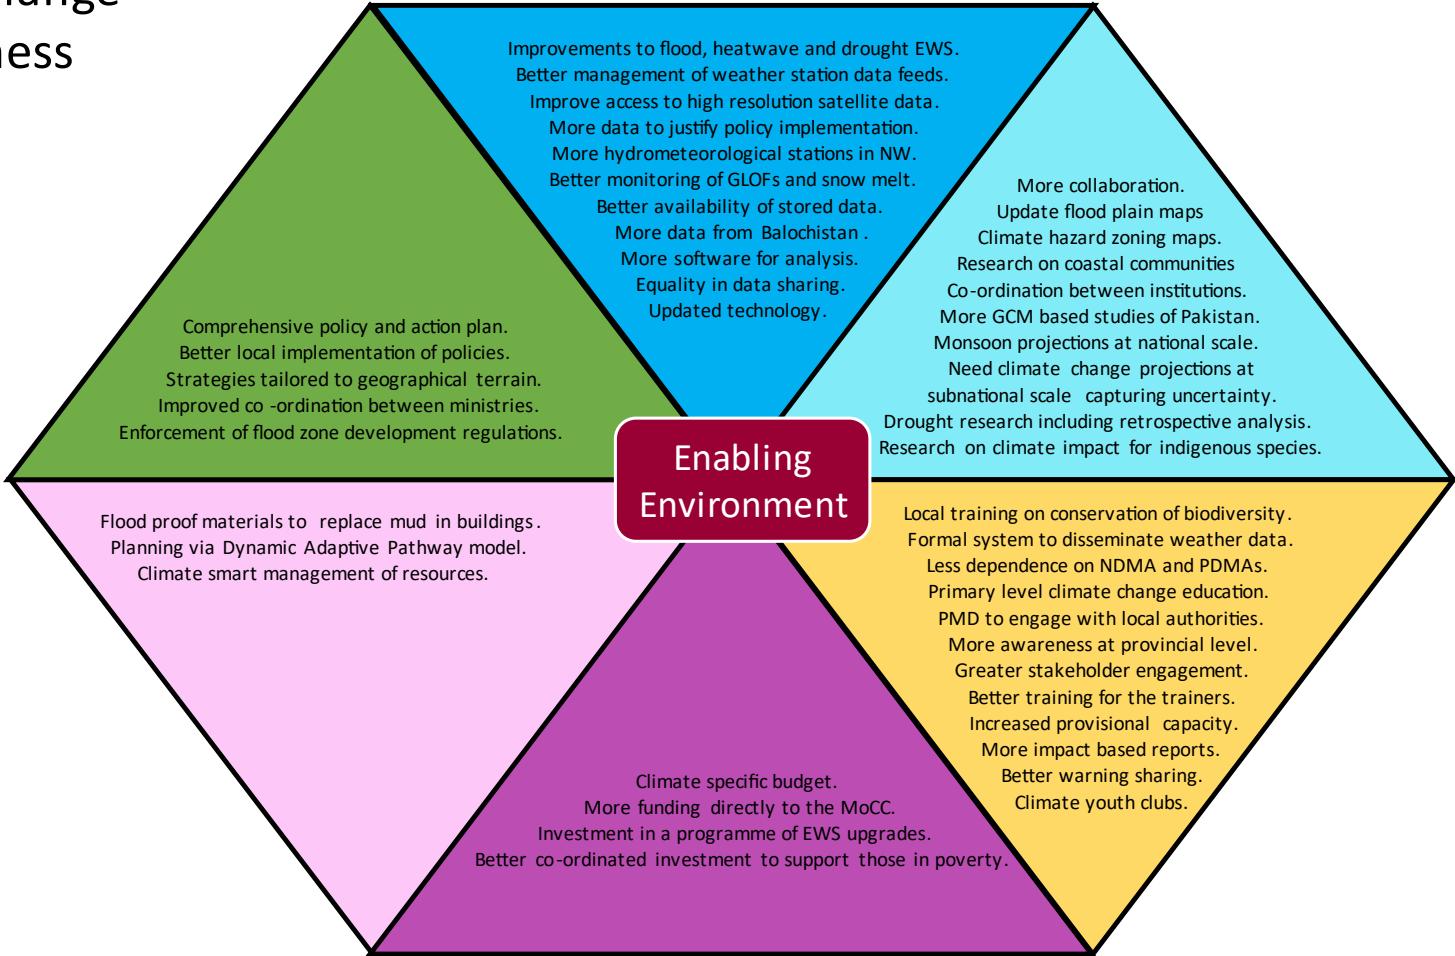 ange
ness
Improvements to flood, heatwave and drought EWS.
Better management of weather station data feeds.
Improve access to high resolution satellite data.
More data to justify policy implementation.
More hydrometeorological stations in NW.
Better monitoring of GLOFs and snow melt.
Better availability of stored data.
More data from Balochistan.
More software for analysis.
Equality in data sharing.
Updated technology.
More collaboration.
Update flood plain maps
Climate hazard zoning maps.
Research on coastal communities
Co-ordination between institutions.
More GCM based studies of Pakistan.
Monsoon projections at national scale.
Need climate change projections at
subnational scale capturing uncertainty.
Drought research including retrospective analysis.
Research on climate impact for indigenous species.
Comprehensive policy and action plan.
Better local implementation of policies.
Strategies tailored to geographical terrain.
Improved co-ordination between ministries.
Enforcement of flood zone development regulations.
Enabling
Environment
Flood proof materials to replace mud in buildings.
Planning via Dynamic Adaptive Pathway model.
Climate smart management of resources.
Local training on conservation of biodiversity.
Formal system to disseminate weather data.
Less dependence on NDMA and PDMAs.
Primary level climate change education.
PMD to engage with local authorities.
More awareness at provincial level.
Greater stakeholder engagement.
Better training for the trainers.
Increased provisional capacity.
More impact based reports.
Better warning sharing.
Climate youth clubs.
Climate specific budget.
More funding directly to the MoCC.
Investment in a programme of EWS upgrades.
Better co-ordinated investment to support those in poverty.